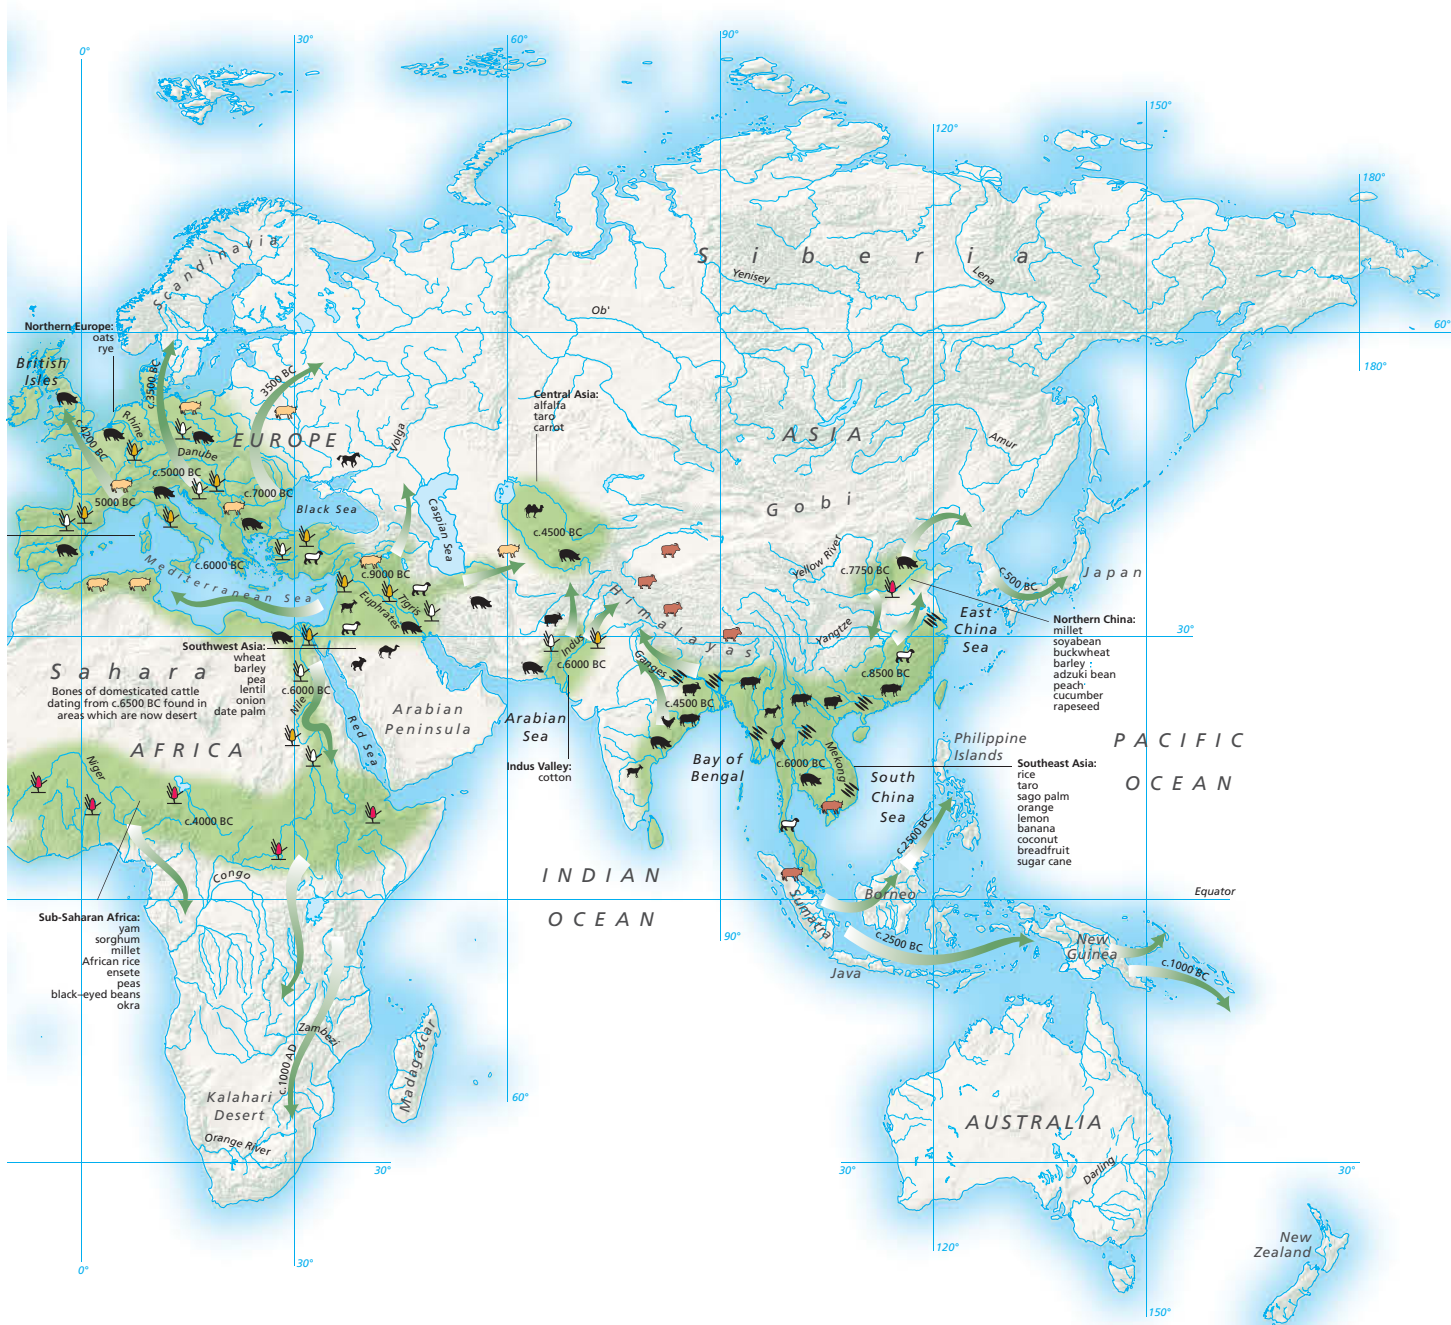 0°
30°
60°
90°
120°
150°
180°
Scandinavia
Siberia
Yenisey
Lena
Ob'
60°
180°
Northern Europe:
oats
rye
British
Isles
c.3500 BC
3500 BC
c.4200 BC
Rhine
EUROPE
Volga
Danube
c.5000 BC
c.7000 BC
5000 BC
Black Sea
Caspian Sea
Central Asia:
alfalfa
taro
carrot
c.4500 BC
ASIA
Amur
Gobi
Yellow River
c.7750 BC
c.500 BC
Japan
c.6000 BC
Mediterranean Sea
c.9000 BC
Euphrates
Tigris
Himalayas
Yangtze
East
China
Sea
Northern China:
millet
soyabean
buckwheat
barley
adzuki bean
peach
cucumber
rapeseed
30°
Southwest Asia:
wheat
barley
pea
lentil
onion
date palm
Sahara
Bones of domesticated cattle
dating from c.6500 BC found in
areas which are now desert
c.6000 BC
Nile
Red Sea
Arabian
Peninsula
Indus
c.6000 BC
Ganges
c.4500 BC
c.8500 BC
Arabian
Sea
Indus Valley:
cotton
Bay of
Bengal
c.6000 BC
Mekong
South
China
Sea
Philippine
Islands
PACIFIC
OCEAN
Southeast Asia:
rice
taro
sago palm
orange
lemon
banana
coconut
breadfruit
sugar cane
AFRICA
Niger
c.4000 BC
Congo
INDIAN
OCEAN
c.2500 BC
Borneo
Sumatra
Equator
Sub-Saharan Africa:
yam
sorghum
millet
African rice
ensete
peas
black-eyed beans
okra
90°
c.2500 BC
Java
New
Guinea
c.1000 BC
Zambezi
c.1000 AD
Madagascar
60°
Kalahari
Desert
Orange River
30°
AUSTRALIA
Darling
30°
30°
New
Zealand
120°
0°
30°
150°